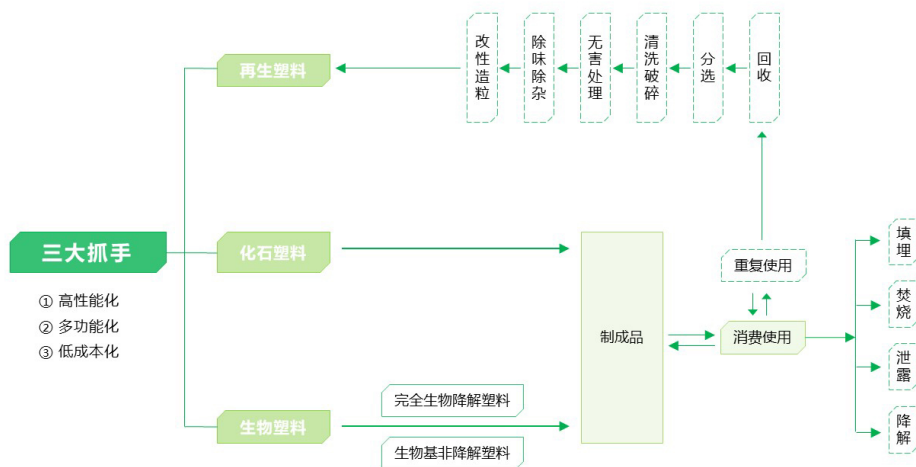 再生塑料
改性造粒
除味除杂
无害处理
清洗破碎
分选
回收
三大抓手
① 高性能化
② 多功能化
③ 低成本化
化石塑料
制成品
重复使用
消费使用
填埋
焚烧
泄露
降解
生物塑料
完全生物降解塑料
生物基非降解塑料